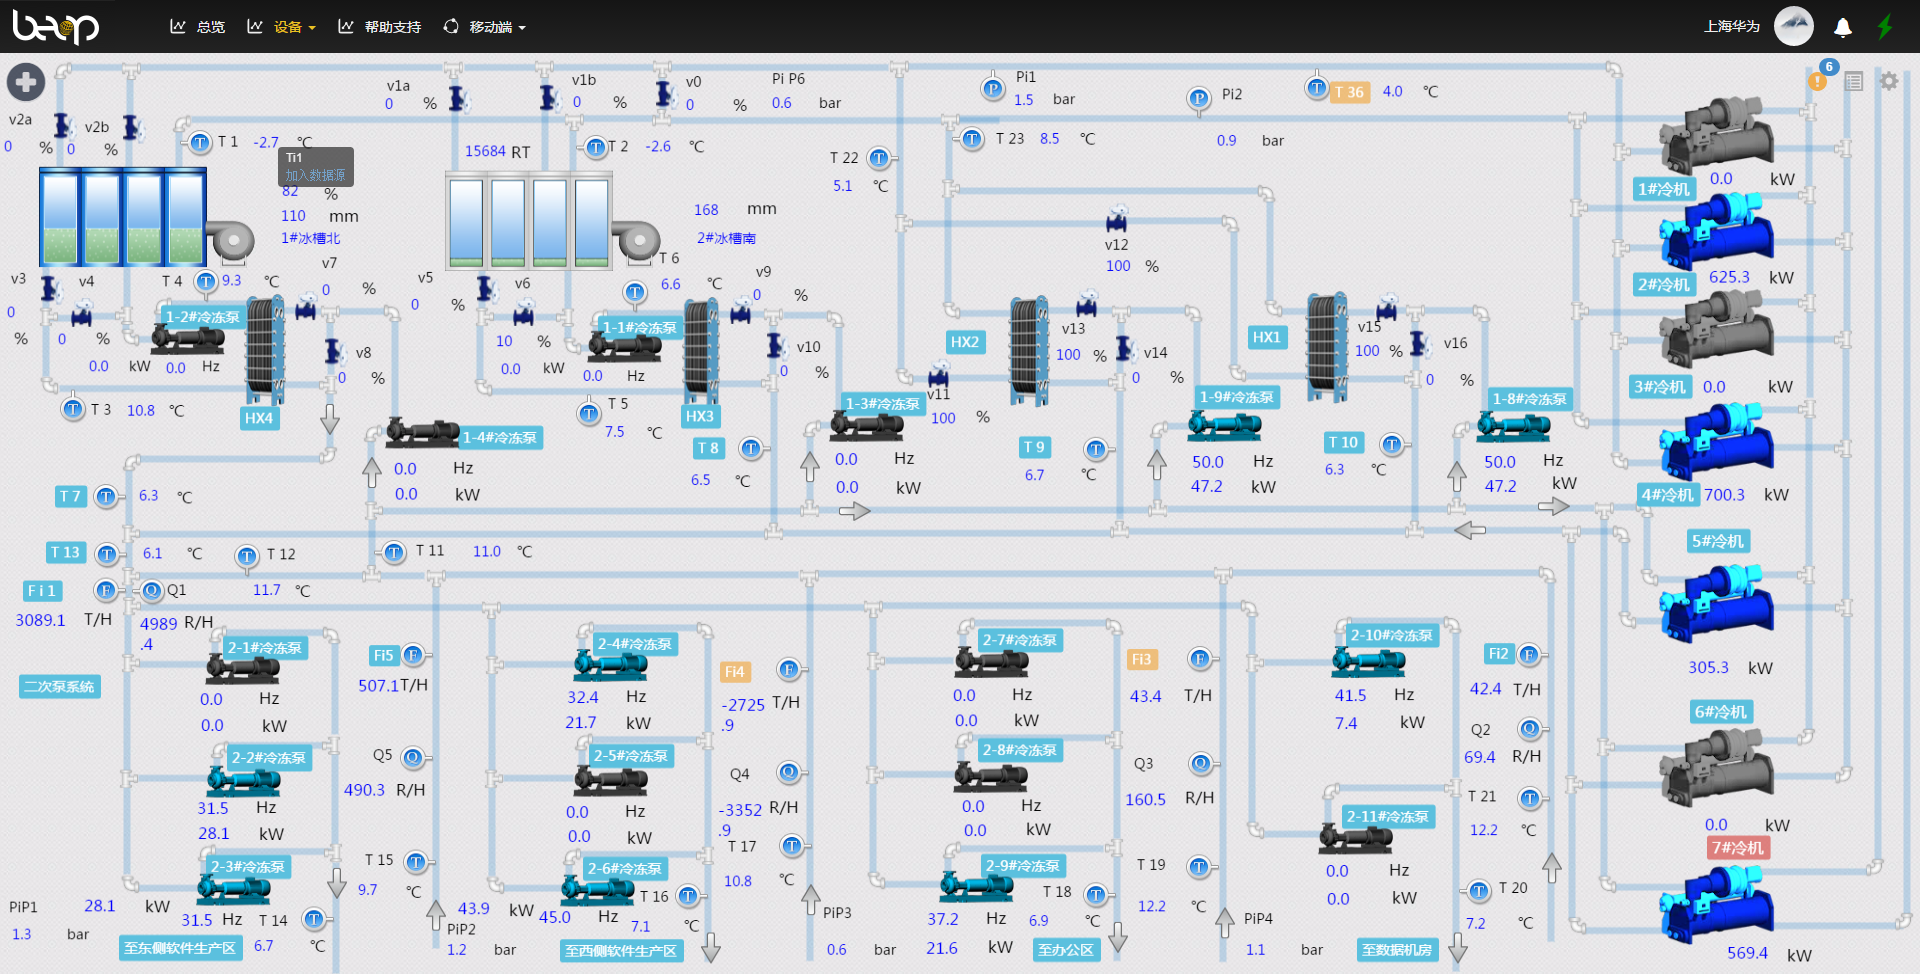 beop
总览
设备
帮助支持
移动端
上海华为
6
v2a
0 %
v2b
0 %
T 1 -2.7 ℃
Ti1
加入数据源
82 %
110 mm
1#冰槽北
v1a
0 %
v1b
0 %
v0
0 %
Pi P6
0.6 bar
15684 RT
T 2 -2.6 ℃
168 mm
2#冰槽南
Pi1
1.5 bar
Pi2
0.9 bar
T 36 4.0 ℃
T 23 8.5 ℃
T 22
5.1 ℃
v12
100 %
1#冷机
0.0 kW
2#冷机
625.3 kW
3#冷机 0.0 kW
4#冷机 700.3 kW
5#冷机
305.3 kW
6#冷机
0.0 kW
7#冷机
569.4 kW
v3
0
%
v4
0 %
T 4 9.3 ℃
1-2#冷冻泵
0.0 kW
0.0 Hz
v7
0 %
v8
0 %
HX4
T 3 10.8 ℃
v5
0 %
v6
10 %
T 6
6.6 ℃
1-1#冷冻泵
0.0 kW
0.0 Hz
v9
0 %
v10
0 %
HX3
T 5
7.5 ℃
T 8
6.5 ℃
1-4#冷冻泵
0.0 Hz
0.0 kW
1-3#冷冻泵
0.0 Hz
0.0 kW
v11
100 %
HX2
v13
100 %
v14
0 %
T 9
6.7 ℃
1-9#冷冻泵
50.0 Hz
47.2 kW
HX1
v15
100 %
v16
0 %
T 10
6.3 ℃
1-8#冷冻泵
50.0 Hz
47.2 kW
T 7 6.3 ℃
T 13 6.1 ℃
T 12
11.7 ℃
T 11 11.0 ℃
Fi 1
3089.1 T/H
Q1
4989 R/H
.4
二次泵系统
2-1#冷冻泵
0.0 Hz
0.0 kW
2-2#冷冻泵
31.5 Hz
28.1 kW
2-3#冷冻泵
28.1 kW
31.5 Hz
PiP1
1.3 bar
T 14
6.7 ℃
至东侧软件生产区
Fi5
507.1 T/H
Q5
490.3 R/H
T 15
9.7 ℃
PiP2
1.2 bar
2-4#冷冻泵
32.4 Hz
21.7 kW
2-5#冷冻泵
0.0 Hz
0.0 kW
2-6#冷冻泵
43.9 kW
45.0 Hz
T 16
7.1 ℃
至西侧软件生产区
Fi4
-2725 T/H
.9
Q4
-3352 R/H
.9
T 17
10.8 ℃
PiP3
0.6 bar
2-7#冷冻泵
0.0 Hz
0.0 kW
2-8#冷冻泵
0.0 Hz
0.0 kW
2-9#冷冻泵
37.2 Hz
21.6 kW
T 18
6.9 ℃
至办公区
Fi3
43.4 T/H
Q3
160.5 R/H
T 19
12.2 ℃
PiP4
1.1 bar
2-10#冷冻泵
41.5 Hz
7.4 kW
2-11#冷冻泵
0.0 Hz
0.0 kW
至数据机房
Fi2
42.4 T/H
Q2
69.4 R/H
T 21
12.2 ℃
T 20
7.2 ℃